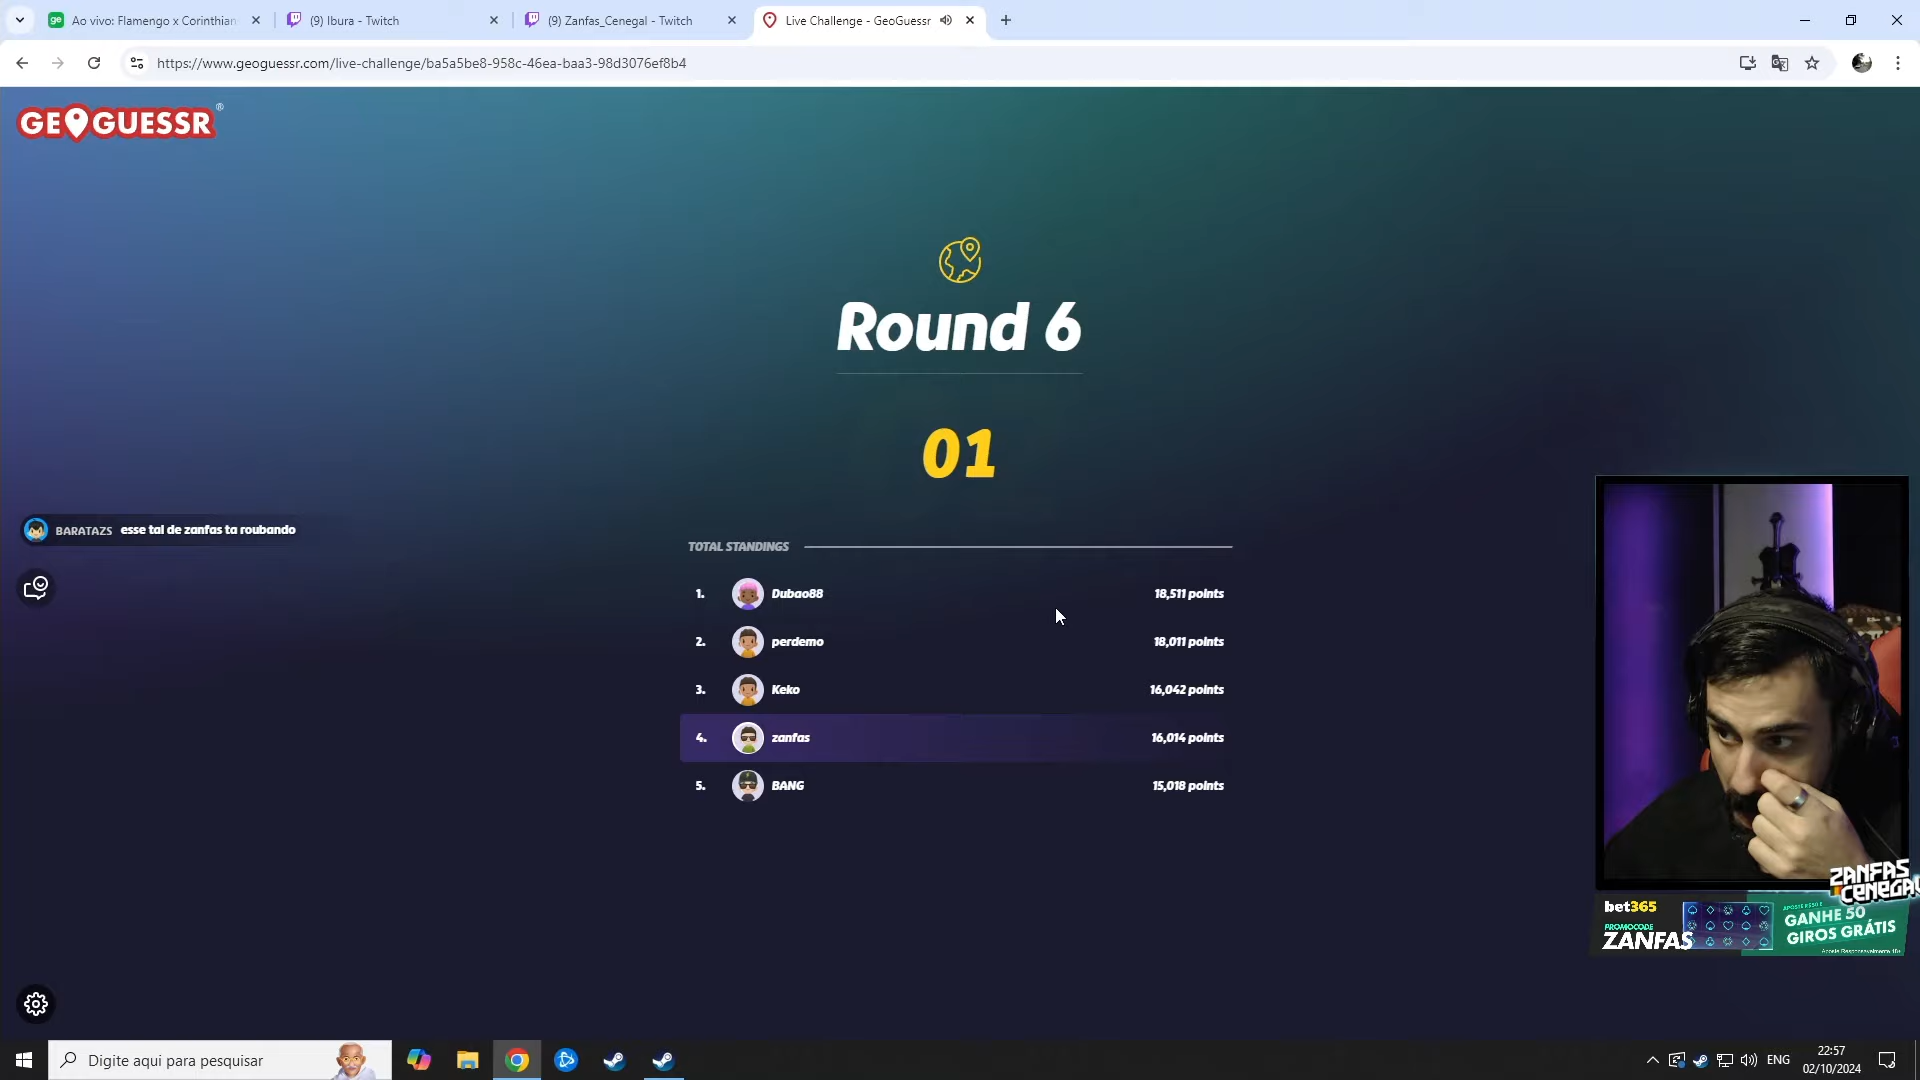 Ao vivo: Flamengo x Corinthian
(9) Ibura - Twitch
(9) Zanfas_Cenegal - Twitch
Live Challenge - GeoGuessr
https://www.geoguessr.com/live-challenge/ba5a5be8-958c-46ea-baa3-98d3076ef8b4
GEOGUESSR
Round 6
01
BARATAZS esse tal de zanfas ta roubando
TOTAL STANDINGS
1. Dubao88 18,511 points
2. perdemo 18,011 points
3. Keko 16,042 points
4. zanfas 16,014 points
5. BANG 15,018 points
ZANFAS
CENEGAL
bet365
PROMOCODE
ZANFAS
GANHE 50
GIROS GRÁTIS
Aposte Responsavelmente 18+
Digite aqui para pesquisar
ENG
22:57
02/10/2024